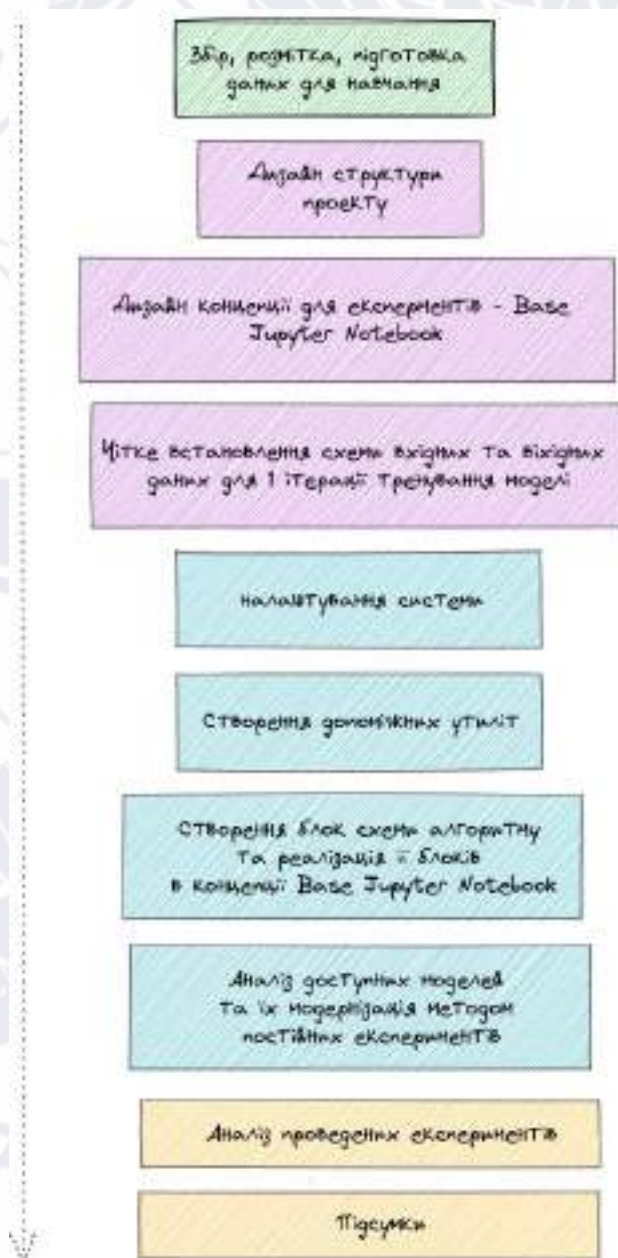 Збір, розмітка, підготовка
даних для навчання
Дизайн структури
проекту
Дизайн концепції для експерментів - Base
Jupyter Notebook
Чітке встановлення схеми вхідних та віхідних
даних для 1 ітерації тренування моделі
налаштування системи
Створення допоміжних утиліт
Створення блок схеми алгоритму
та реалізація її блоків
в концепції Base Jupyter Notebook
Аналіз доступних моделей
та їх модернізація методом
постійних експериментів
Аналіз проведених експериментів
Підсумки